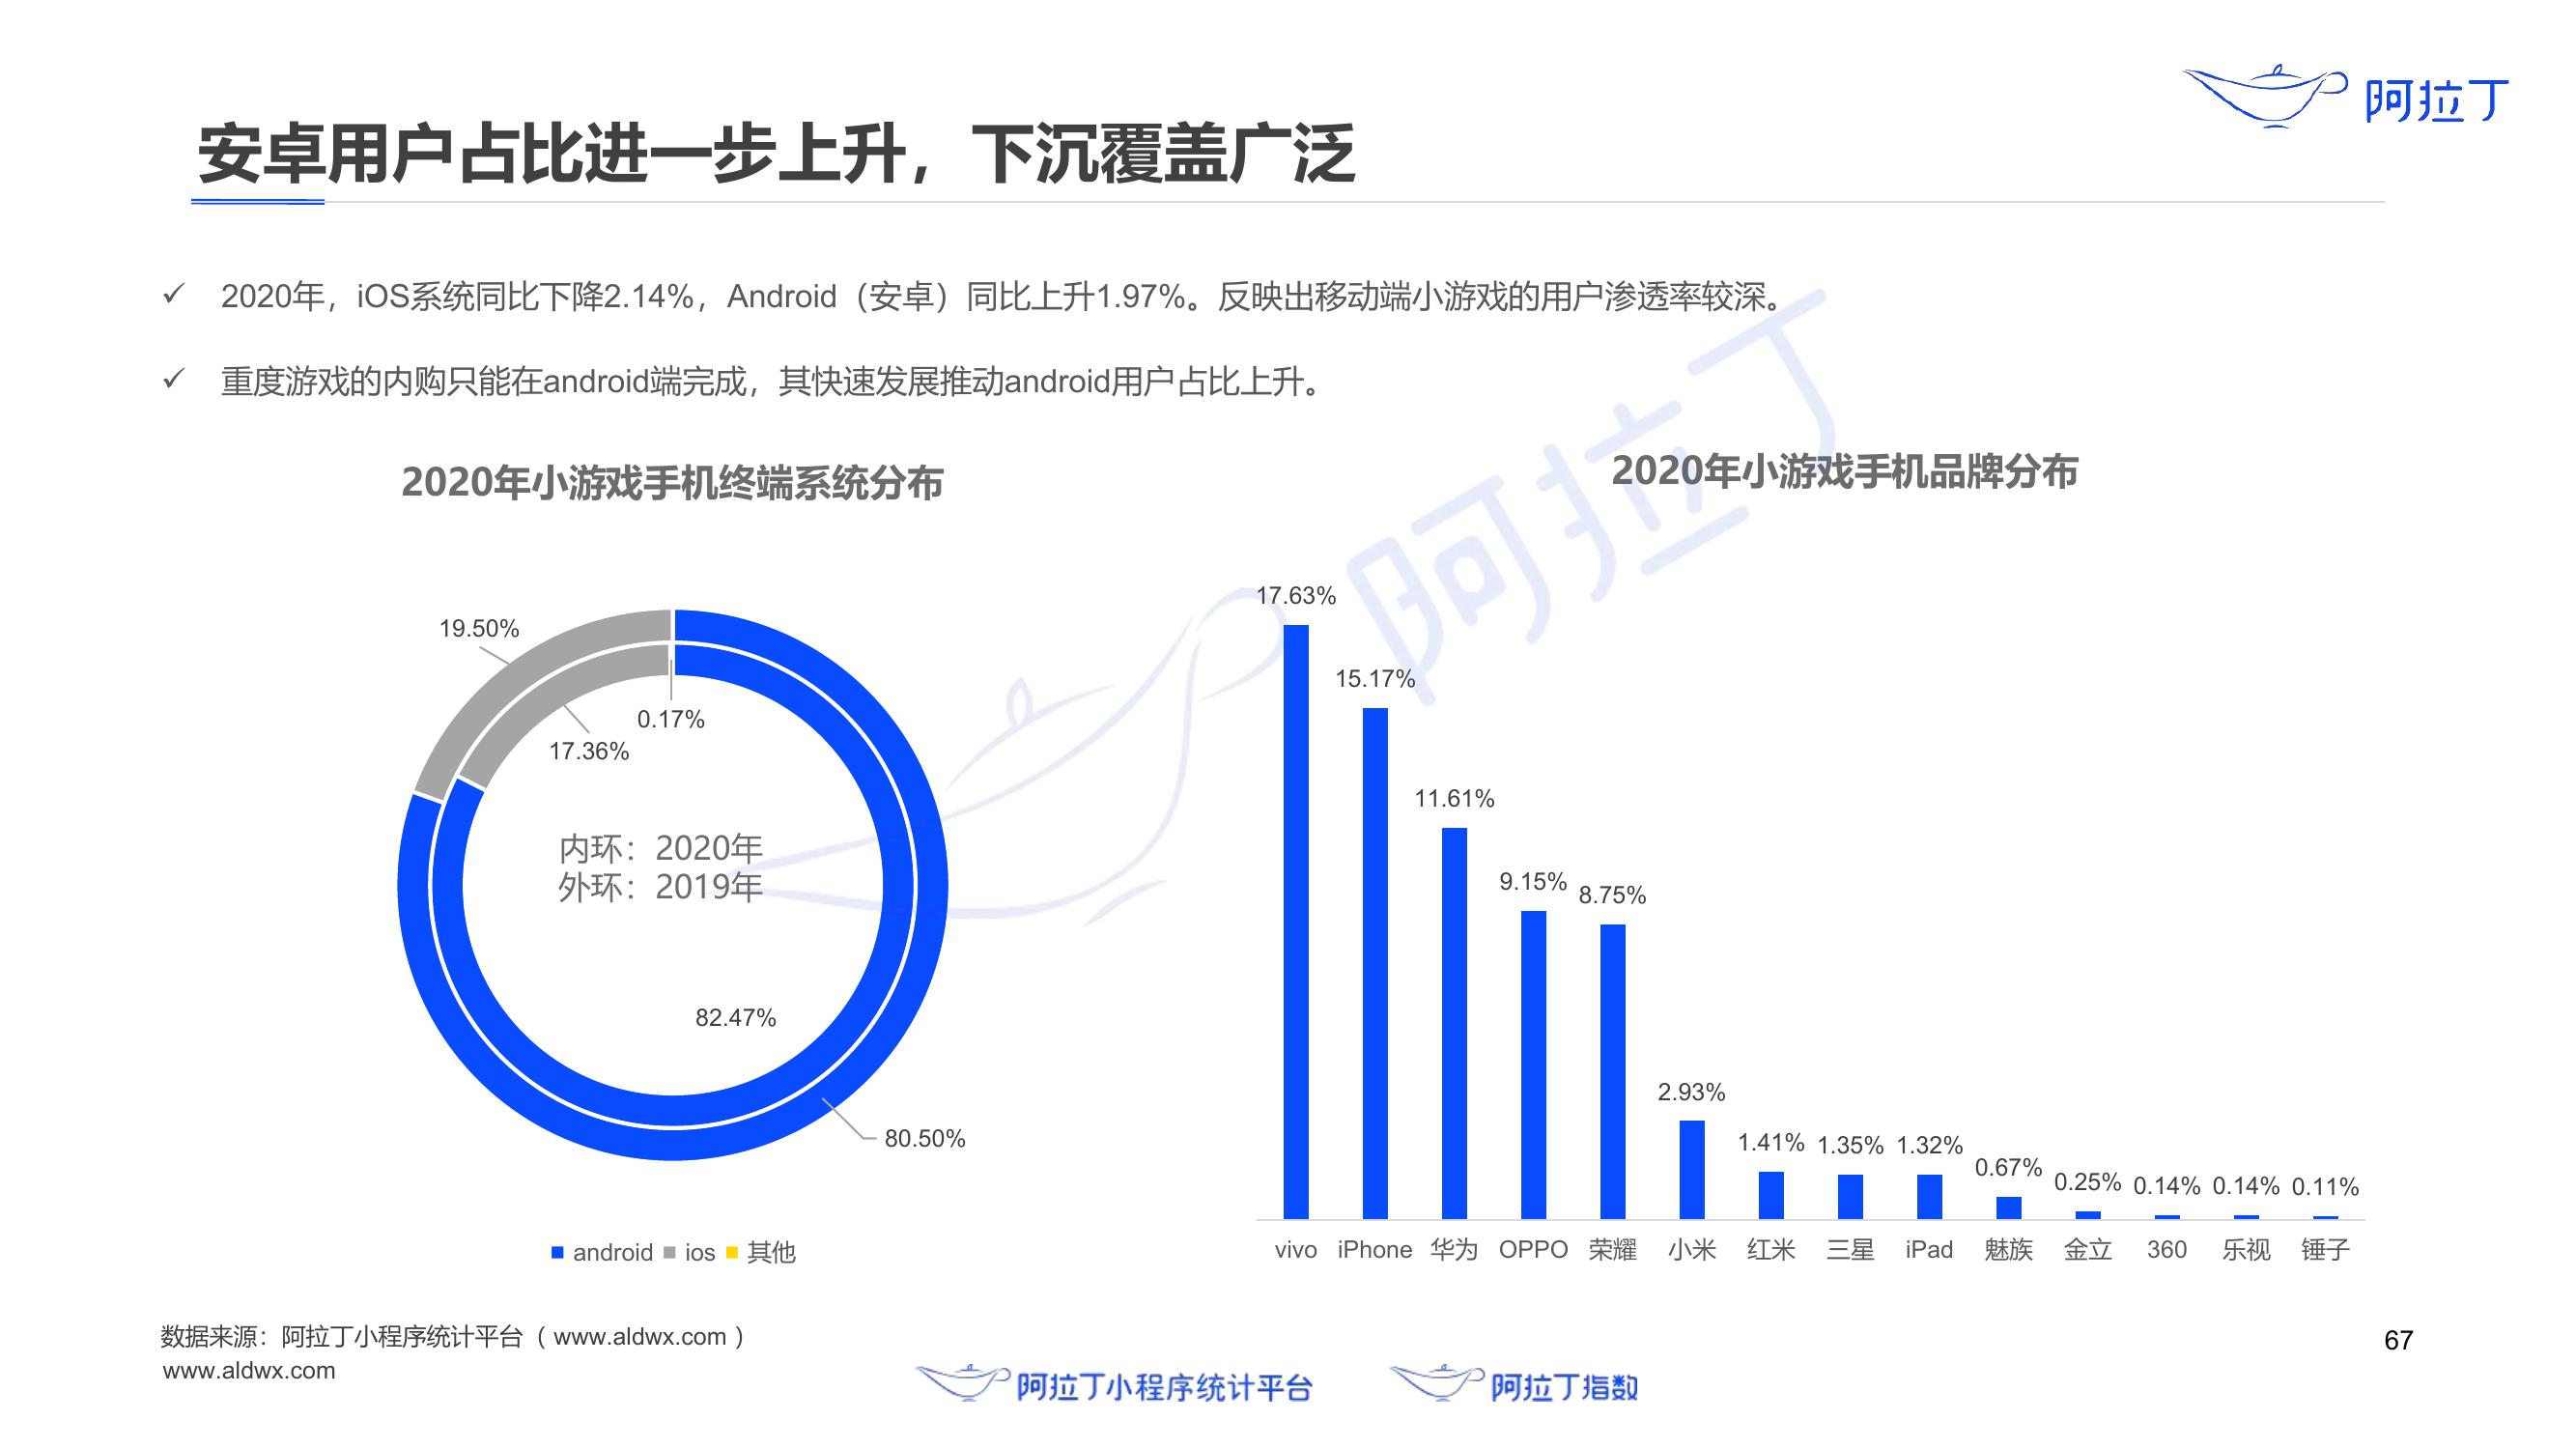 阿拉丁
安卓用户占比进一步上升，下沉覆盖广泛
✓ 2020年，iOS系统同比下降2.14%，Android（安卓）同比上升1.97%。反映出移动端小游戏的用户渗透率较深。
✓ 重度游戏的内购只能在android端完成，其快速发展推动android用户占比上升。
2020年小游戏手机终端系统分布
19.50%
0.17%
17.36%
内环：2020年
外环：2019年
82.47%
80.50%
android ios 其他
2020年小游戏手机品牌分布
17.63%
15.17%
11.61%
9.15%
8.75%
2.93%
1.41% 1.35% 1.32%
0.67%
0.25% 0.14% 0.14% 0.11%
vivo iPhone 华为 OPPO 荣耀 小米 红米 三星 iPad 魅族 金立 360 乐视 锤子
阿拉丁
数据来源：阿拉丁小程序统计平台（www.aldwx.com）
www.aldwx.com
阿拉丁小程序统计平台
阿拉丁指数
67